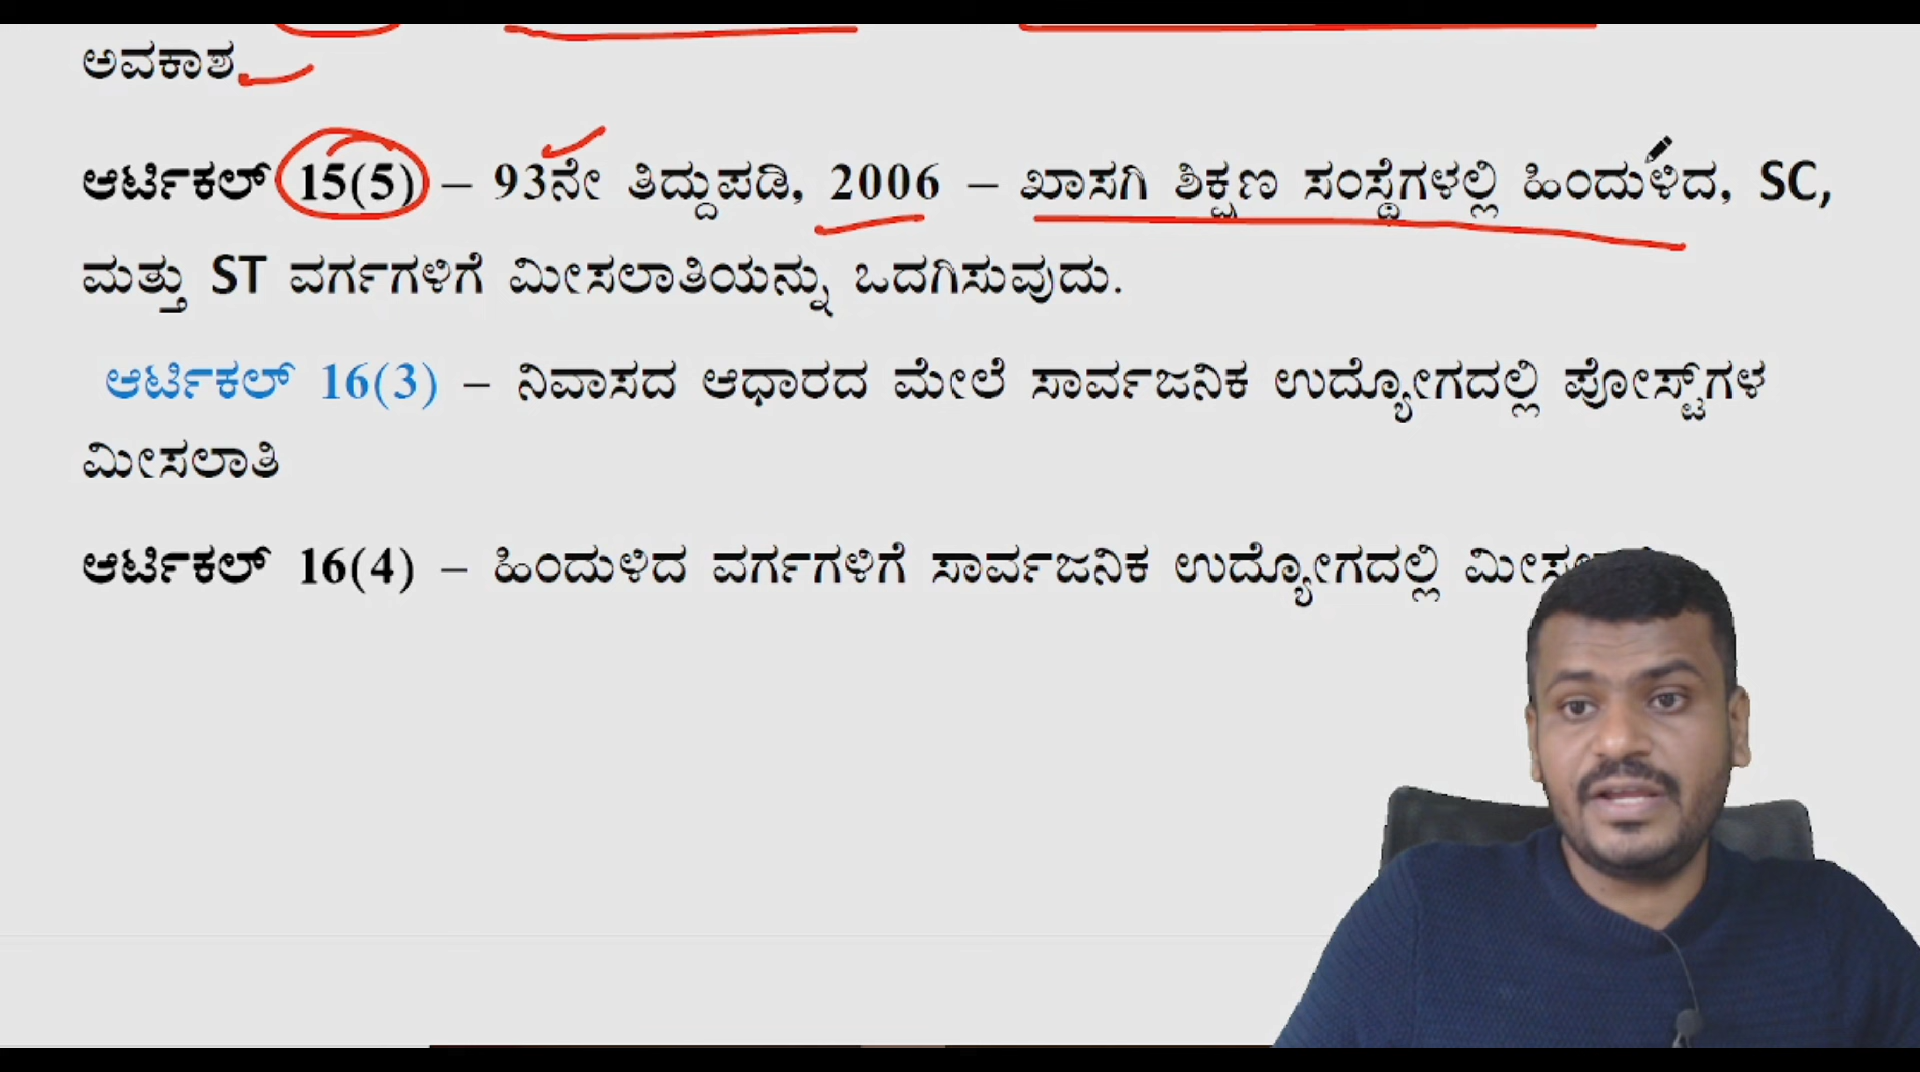 ಅವಕಾಶ
ಆರ್ಟಿಕಲ್ 15(5) – 93ನೇ ತಿದ್ದುಪಡಿ, 2006 – ಖಾಸಗಿ ಶಿಕ್ಷಣ ಸಂಸ್ಥೆಗಳಲ್ಲಿ ಹಿಂದುಳಿದ, SC,
ಮತ್ತು ST ವರ್ಗಗಳಿಗೆ ಮೀಸಲಾತಿಯನ್ನು ಒದಗಿಸುವುದು.
ಆರ್ಟಿಕಲ್ 16(3) – ನಿವಾಸದ ಆಧಾರದ ಮೇಲೆ ಸಾರ್ವಜನಿಕ ಉದ್ಯೋಗದಲ್ಲಿ ಪೋಸ್ಟ್‌ಗಳ
ಮೀಸಲಾತಿ
ಆರ್ಟಿಕಲ್ 16(4) – ಹಿಂದುಳಿದ ವರ್ಗಗಳಿಗೆ ಸಾರ್ವಜನಿಕ ಉದ್ಯೋಗದಲ್ಲಿ